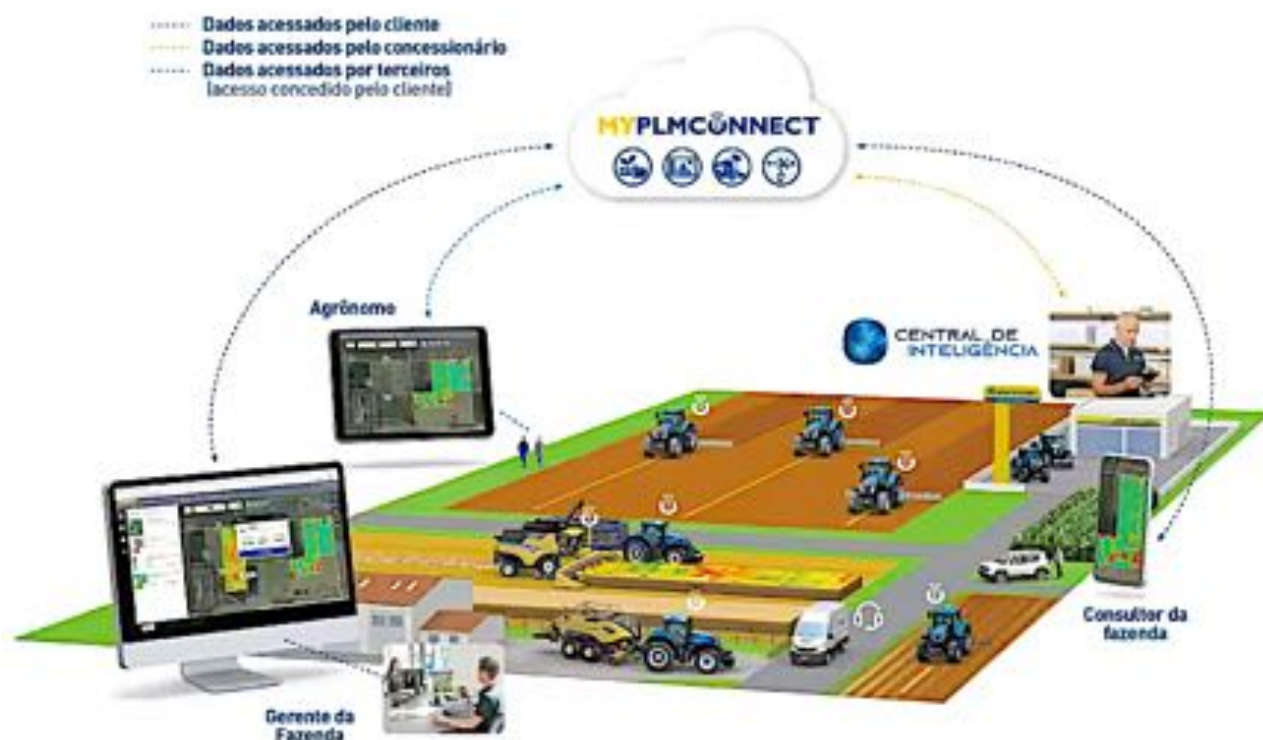 Dados acessados pelo cliente
Dados acessados pelo concessionário
Dados acessados por terceiros
(acesso concedido pelo cliente)
MYPLMCONNECT
Agrônomo
CENTRAL DE
INTELIGÊNCIA
Consultor da
fazenda
Gerente da
Fazenda